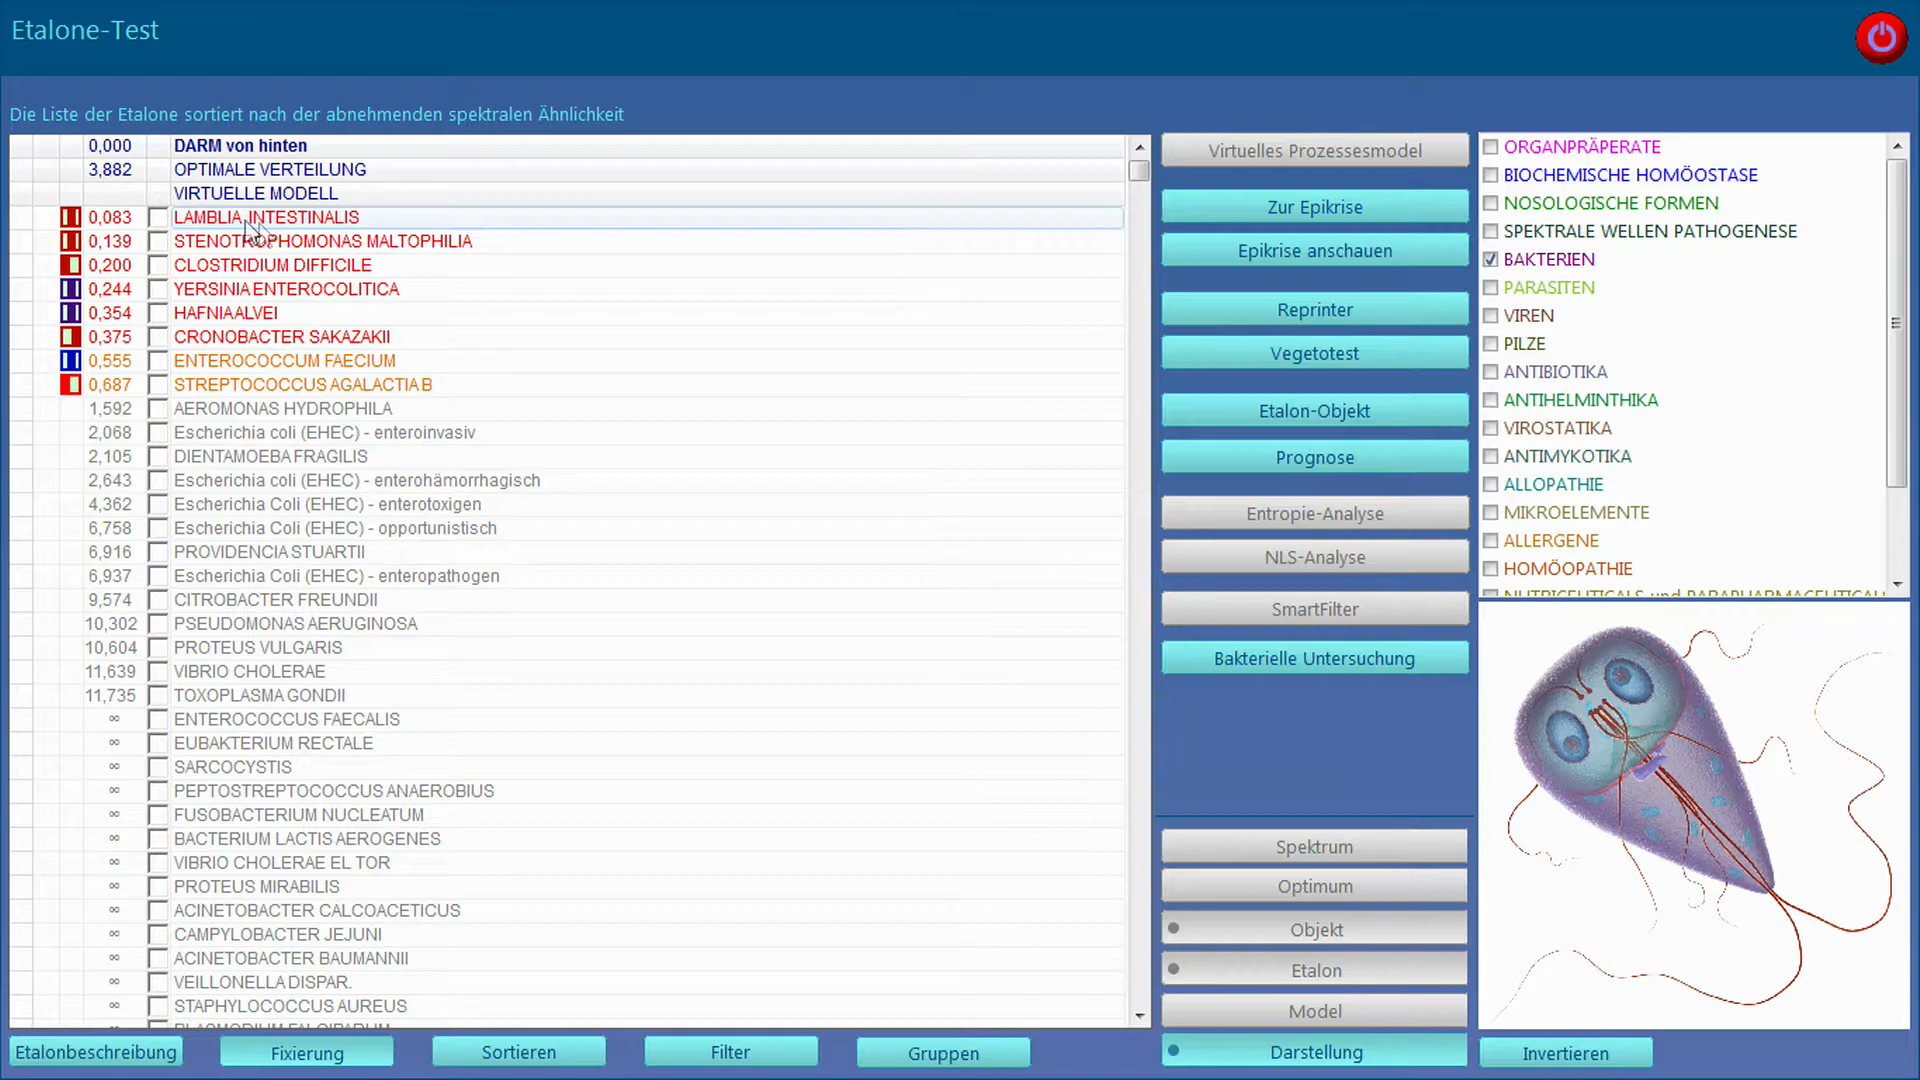 Etalone-Test
Die Liste der Etalone sortiert nach der abnehmenden spektralen Ähnlichkeit
0,000 DARM von hinten
3,882 OPTIMALE VERTEILUNG
VIRTUELLE MODELL
0,083 LAMBLIA INTESTINALIS
0,139 STENOTROPHOMONAS MALTOPHILIA
0,200 CLOSTRIDIUM DIFFICILE
0,244 YERSINIA ENTEROCOLITICA
0,354 HAFNIA ALVEI
0,375 CRONOBACTER SAKAZAKII
0,555 ENTEROCOCCUM FAECIUM
0,687 STREPTOCOCCUS AGALACTIA B
1,592 AEROMONAS HYDROPHILA
2,068 Escherichia coli (EHEC) - enteroinvasiv
2,105 DIENTAMOEBA FRAGILIS
2,643 Escherichia coli (EHEC) - enterohämorrhagisch
4,362 Escherichia Coli (EHEC) - enterotoxigen
6,758 Escherichia Coli (EHEC) - opportunistisch
6,916 PROVIDENCIA STUARTII
6,937 Escherichia Coli (EHEC) - enteropathogen
9,574 CITROBACTER FREUNDII
10,302 PSEUDOMONAS AERUGINOSA
10,604 PROTEUS VULGARIS
11,639 VIBRIO CHOLERAE
11,735 TOXOPLASMA GONDII
∞ ENTEROCOCCUS FAECALIS
∞ EUBAKTERIUM RECTALE
∞ SARCOCYSTIS
∞ PEPTOSTREPTOCOCCUS ANAEROBIUS
∞ FUSOBACTERIUM NUCLEATUM
∞ BACTERIUM LACTIS AEROGENES
∞ VIBRIO CHOLERAE EL TOR
∞ PROTEUS MIRABILIS
∞ ACINETOBACTER CALCOACETICUS
∞ CAMPYLOBACTER JEJUNI
∞ ACINETOBACTER BAUMANNII
∞ VEILLONELLA DISPAR.
∞ STAPHYLOCOCCUS AUREUS
∞ PLASMODIUM FALCIPARUM
Virtuelles Prozessesmodel
Zur Epikrise
Epikrise anschauen
Reprinter
Vegetotest
Etalon-Objekt
Prognose
Entropie-Analyse
NLS-Analyse
SmartFilter
Bakterielle Untersuchung
Spektrum
Optimum
Objekt
Etalon
Model
Darstellung
ORGANPRÄPERATE
BIOCHEMISCHE HOMÖOSTASE
NOSOLOGISCHE FORMEN
SPEKTRALE WELLEN PATHOGENESE
BAKTERIEN
PARASITEN
VIREN
PILZE
ANTIBIOTIKA
ANTIHELMINTHIKA
VIROSTATIKA
ANTIMYKOTIKA
ALLOPATHIE
MIKROELEMENTE
ALLERGENE
HOMÖOPATHIE
NUTRICEUTICALS und
Etalonbeschreibung
Fixierung
Sortieren
Filter
Gruppen
Invertieren